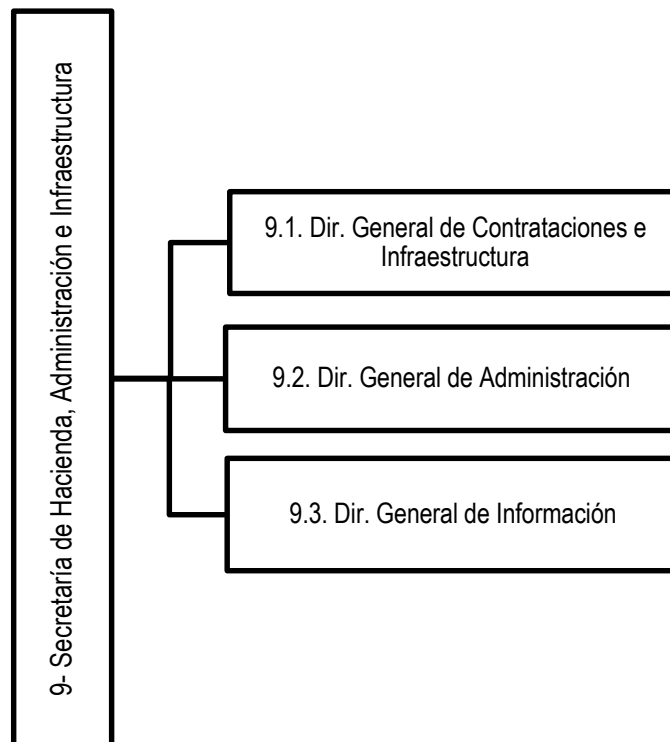 9- Secretaría de Hacienda, Administración e Infraestructura
9.1. Dir. General de Contrataciones e
Infraestructura
9.2. Dir. General de Administración
9.3. Dir. General de Información